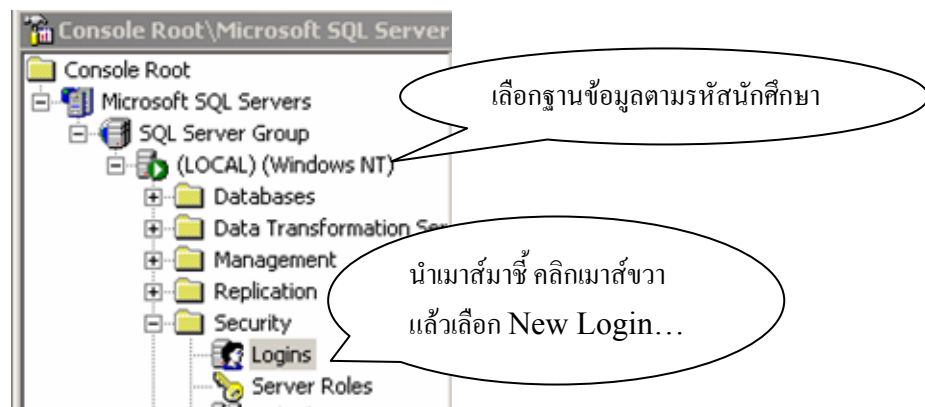 Console Root\Microsoft SQL Server
Console Root
Microsoft SQL Servers
SQL Server Group
(LOCAL) (Windows NT)
Databases
Data Transformation
Management
Replication
Security
Logins
Server Roles
เลือกฐานข้อมูลตามรหัสนักศึกษา
นำเมาส์มาชี้ คลิกเมาส์ขวา
แล้วเลือก New Login…